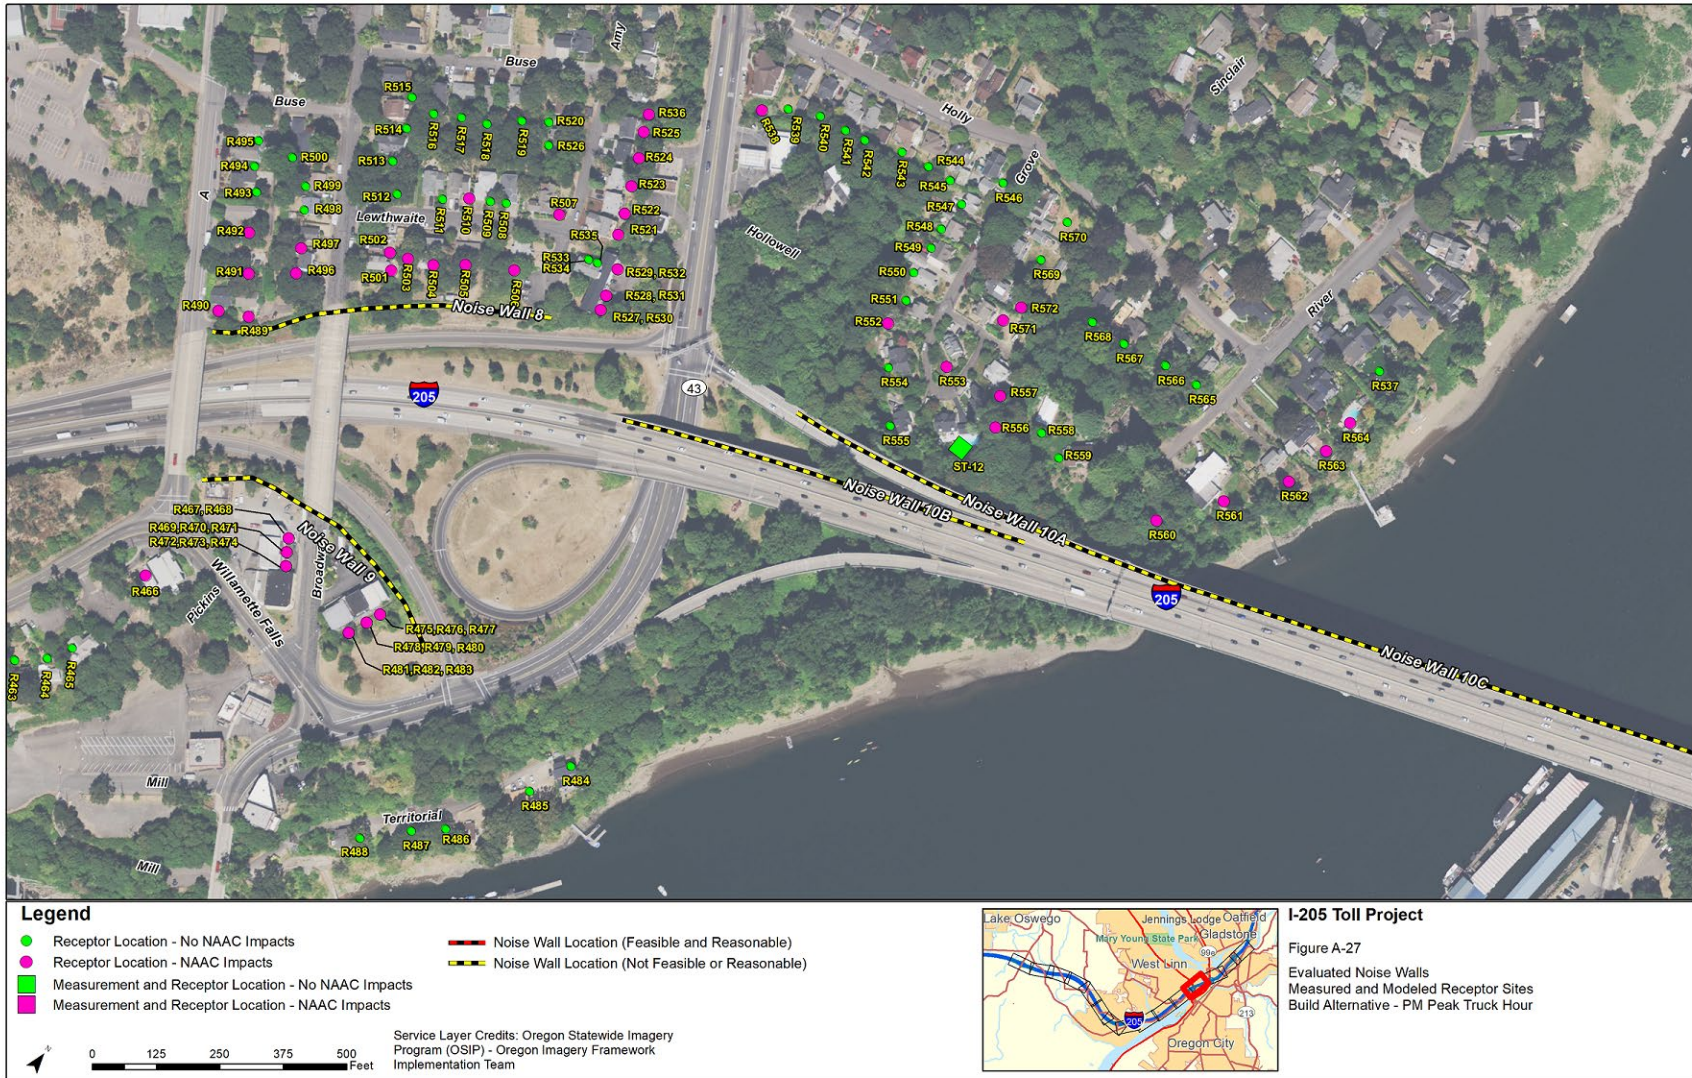 Amy
Buse
Buse
R515
R536
R495
R514
R516
R517
R518
R519
R520
R525
R538
R539
R540
R541
R542
Holly
Sinclair
R500
R526
R524
R494
R513
R543
R544
Grove
R493
R499
R512
R523
R545
R546
A
R498
Lewthwaite
R511
R510
R509
R508
R507
R522
R547
R492
R497
R502
R535
R521
Hollowell
R548
R570
R549
R491
R496
R501
R503
R504
R505
R506
R533
R534
R529, R532
R550
R569
R528, R531
R551
R572
River
R490
R489
Noise Wall 8
R527, R530
R552
R571
R568
R567
205
43
R554
R553
R557
R566
R565
R537
R555
R556
R558
R564
ST-12
R559
R563
Noise Wall 10B
Noise Wall 10A
R562
R561
R560
R467, R468
R469,R470, R471
R472,R473, R474
Noise Wall 9
R466
Pickins
Willamette Falls
205
R475,R476, R477
R478,R479, R480
R481,R482, R483
R463
R464
R465
Noise Wall 10C
Mill
R484
R485
Territorial
R488
R487
R486
Mill
Legend
Receptor Location - No NAAC Impacts
Receptor Location - NAAC Impacts
Measurement and Receptor Location - No NAAC Impacts
Measurement and Receptor Location - NAAC Impacts
Noise Wall Location (Feasible and Reasonable)
Noise Wall Location (Not Feasible or Reasonable)
N
0 125 250 375 500
Feet
Service Layer Credits: Oregon Statewide Imagery
Program (OSIP) - Oregon Imagery Framework
Implementation Team
Lake Oswego
Jennings Lodge
Oatfield
Gladstone
Mary Young State Park
99e
West Linn
205
213
Oregon City
I-205 Toll Project
Figure A-27
Evaluated Noise Walls
Measured and Modeled Receptor Sites
Build Alternative - PM Peak Truck Hour